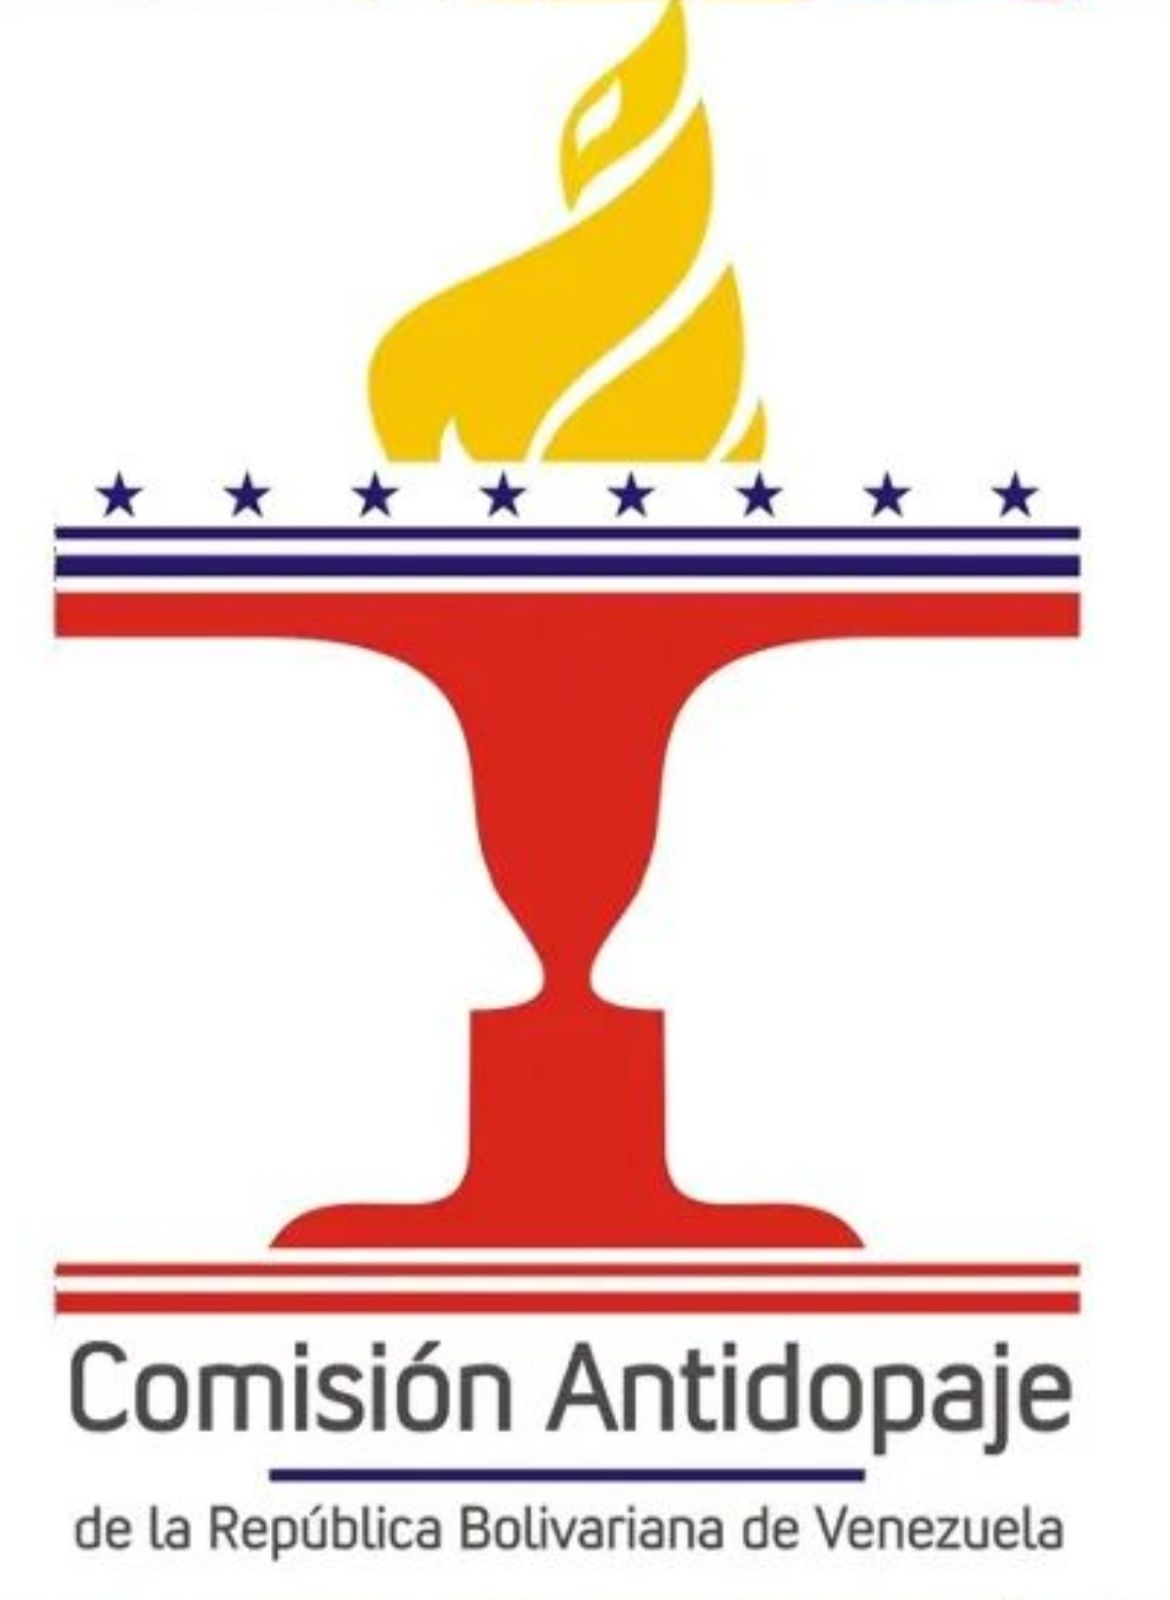 Comisión Antidopaje
de la República Bolivariana de Venezuela